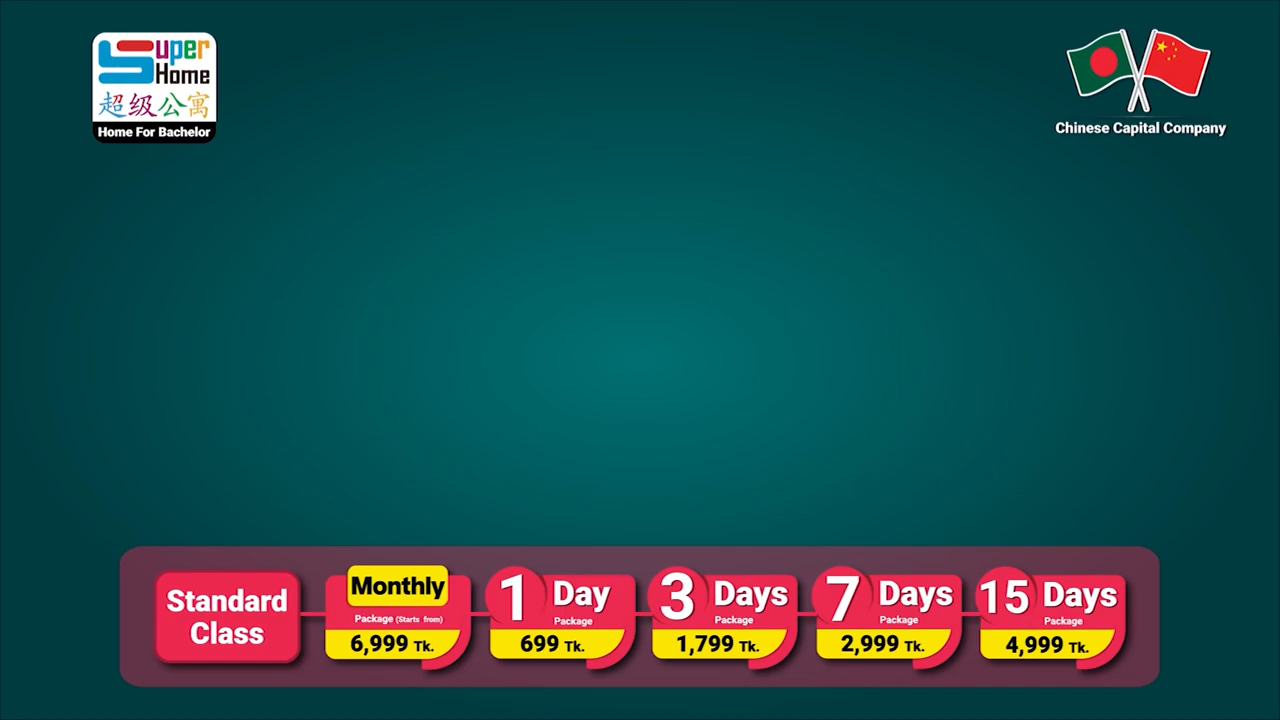 Super
Home
超级公寓
Home For Bachelor
Chinese Capital Company
Standard
Class
Monthly
Package (Starts from)
6,999 Tk.
1 Day
Package
699 Tk.
3 Days
Package
1,799 Tk.
7 Days
Package
2,999 Tk.
15 Days
Package
4,999 Tk.